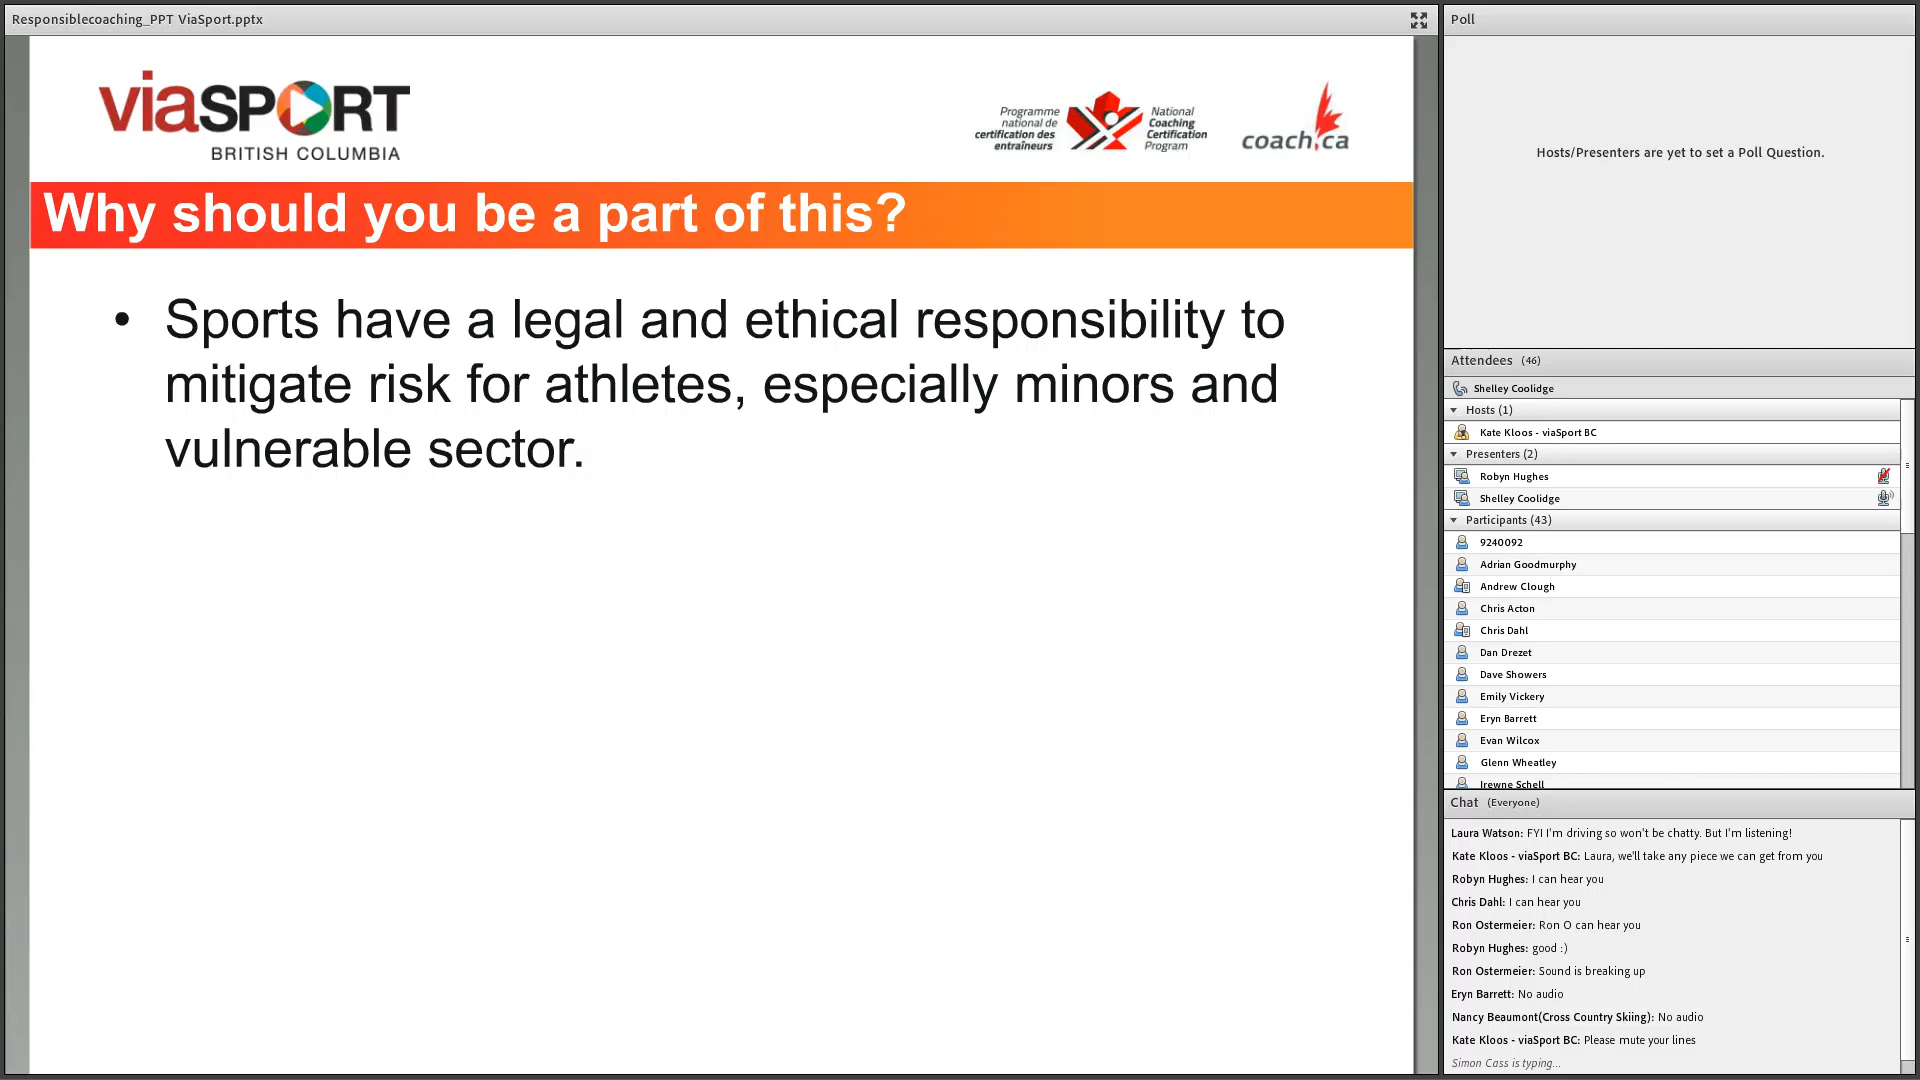 Responsiblecoaching_PPT ViaSport.pptx
viaSPORT
BRITISH COLUMBIA
Programme
national de
certification des
entraîneurs
National
Coaching
Certification
Program
coach.ca
Why should you be a part of this?
• Sports have a legal and ethical responsibility to
mitigate risk for athletes, especially minors and
vulnerable sector.
Poll
Hosts/Presenters are yet to set a Poll Question.
Attendees (46)
Shelley Coolidge
Hosts (1)
Kate Kloos - viaSport BC
Presenters (2)
Robyn Hughes
Shelley Coolidge
Participants (43)
9240092
Adrian Goodmurphy
Andrew Clough
Chris Acton
Chris Dahl
Dan Drezet
Dave Showers
Emily Vickery
Eryn Barrett
Evan Wilcox
Glenn Wheatley
Irewne Schell
Chat (Everyone)
Laura Watson: FYI I'm driving so won't be chatty. But I'm listening!
Kate Kloos - viaSport BC: Laura, we'll take any piece we can get from you
Robyn Hughes: I can hear you
Chris Dahl: I can hear you
Ron Ostermeier: Ron O can hear you
Robyn Hughes: good :)
Ron Ostermeier: Sound is breaking up
Eryn Barrett: No audio
Nancy Beaumont(Cross Country Skiing): No audio
Kate Kloos - viaSport BC: Please mute your lines
Simon Cass is typing...